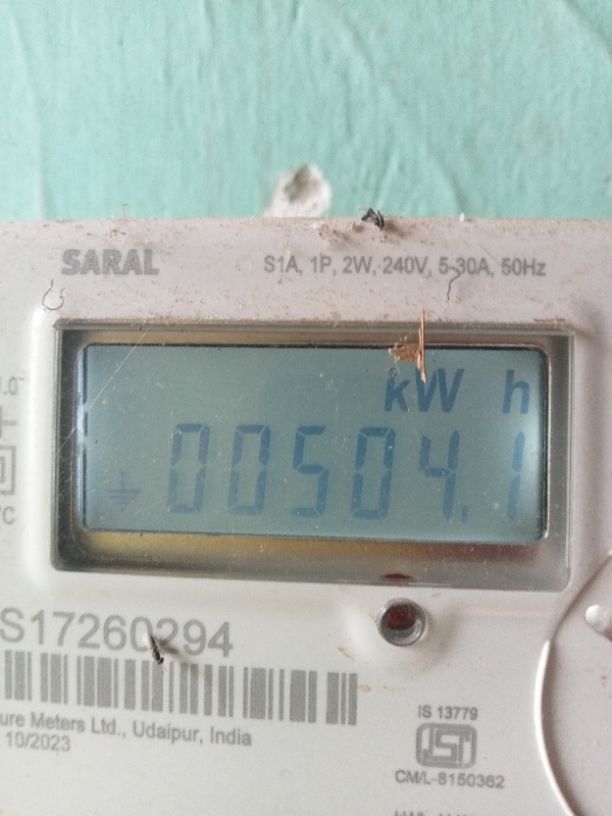 SARAL
S1A, 1P, 2W, 240V, 5-30A, 50Hz
kW h
00504.1
S17260294
ure Meters Ltd., Udaipur, India
10/2023
IS 13779
ISI
CM/L-8150362